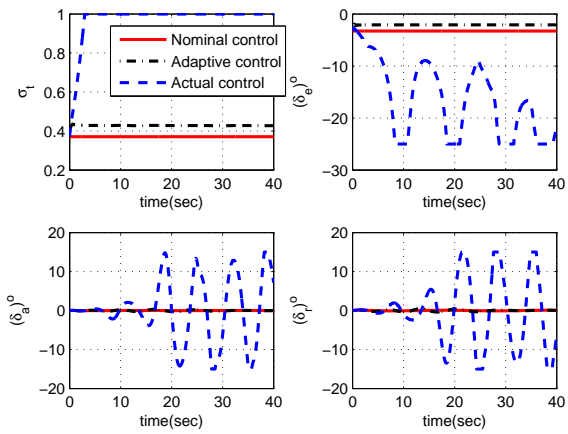 1
0.8
0.6
0.4
0.2
σt
0 10 20 30 40
time(sec)
Nominal control
Adaptive control
Actual control
0
−10
−20
−30
(δe)o
0 10 20 30 40
time(sec)
20
10
0
−10
−20
(δa)o
0 10 20 30 40
time(sec)
20
10
0
−10
−20
(δr)o
0 10 20 30 40
time(sec)